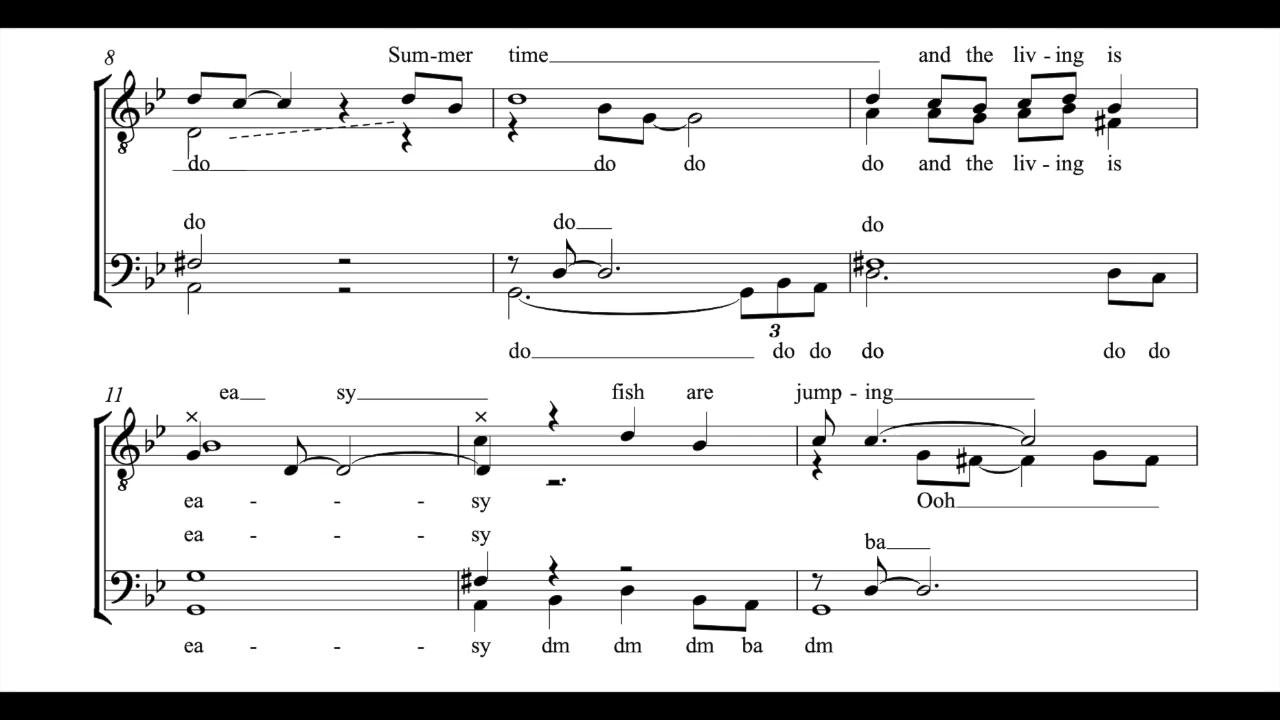 8 Sum-mer time and the liv - ing is
do do do do and the liv - ing is
do do do
3
do do do do do do
11 ea sy fish are jump - ing
ea - - - sy Ooh
ea - - - sy ba
ea - - - sy dm dm dm ba dm